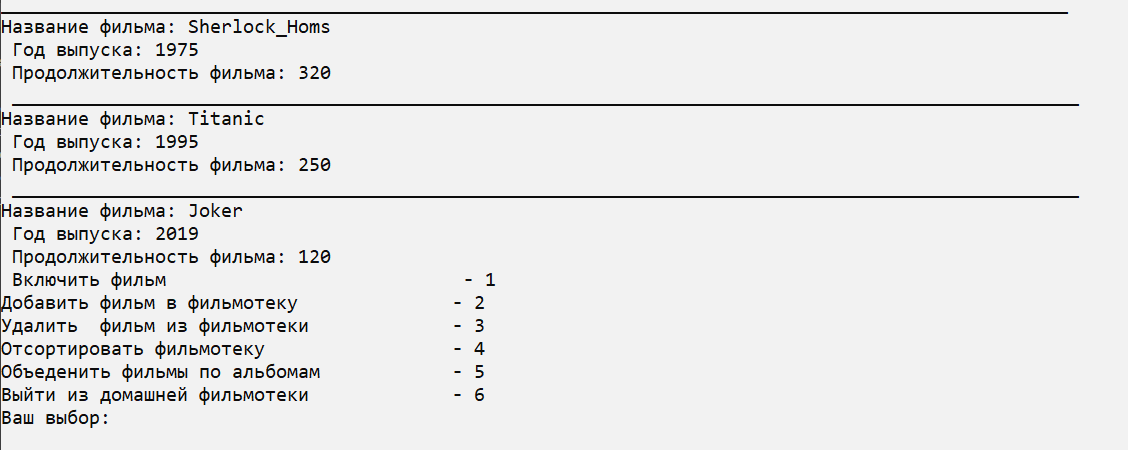 Название фильма: Sherlock_Homs
Год выпуска: 1975
Продолжительность фильма: 320
Название фильма: Titanic
Год выпуска: 1995
Продолжительность фильма: 250
Название фильма: Joker
Год выпуска: 2019
Продолжительность фильма: 120
Включить фильм - 1
Добавить фильм в фильмотеку - 2
Удалить  фильм из фильмотеки - 3
Отсортировать фильмотеку - 4
Объеденить фильмы по альбомам - 5
Выйти из домашней фильмотеки - 6
Ваш выбор: